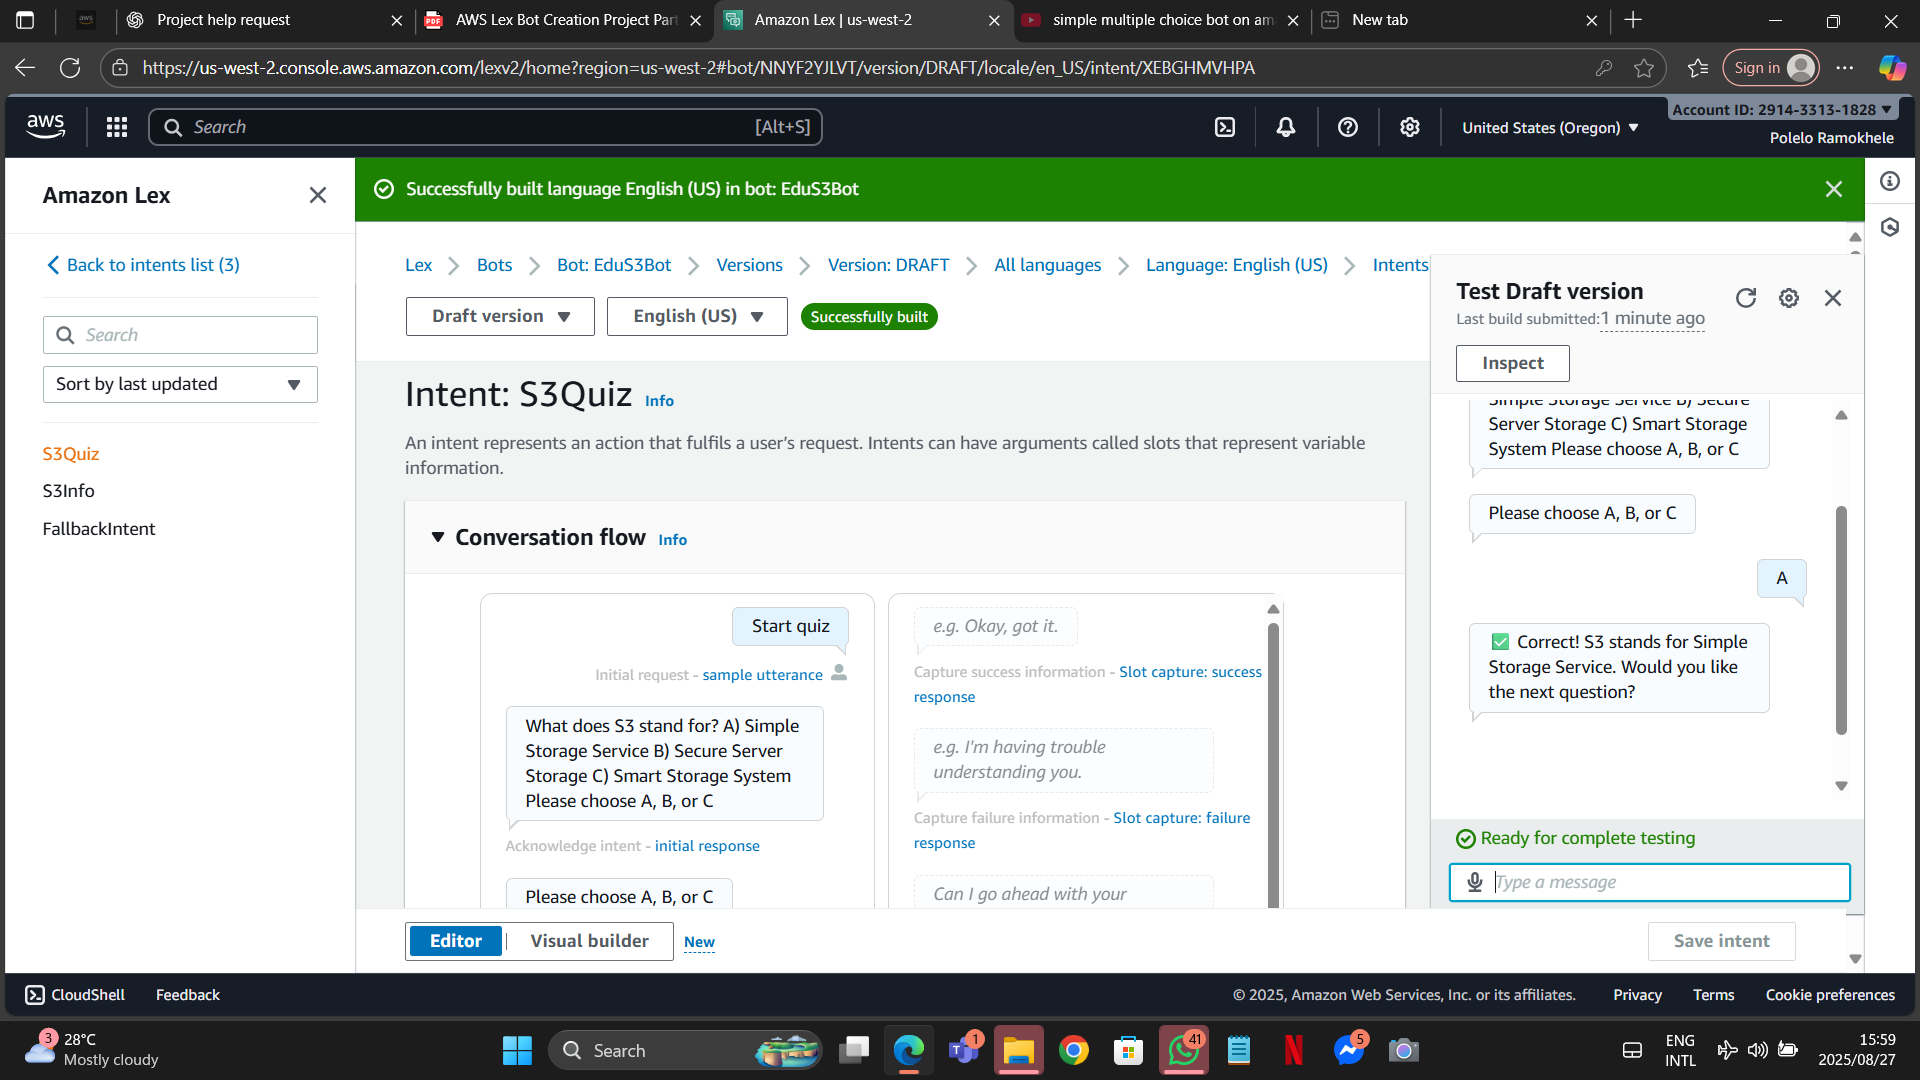 Project help request
AWS Lex Bot Creation Project Part
Amazon Lex | us-west-2
simple multiple choice bot on am
New tab
https://us-west-2.console.aws.amazon.com/lexv2/home?region=us-west-2#bot/NNYF2YJLVT/version/DRAFT/locale/en_US/intent/XEBGHMVHPA
Sign in
aws
Search
[Alt+S]
United States (Oregon)
Account ID: 2914-3313-1828
Polelo Ramokhele
Amazon Lex
Successfully built language English (US) in bot: EduS3Bot
Back to intents list (3)
Search
Sort by last updated
S3Quiz
S3Info
FallbackIntent
Lex
Bots
Bot: EduS3Bot
Versions
Version: DRAFT
All languages
Language: English (US)
Intents
Draft version
English (US)
Successfully built
Intent: S3Quiz Info
An intent represents an action that fulfils a user's request. Intents can have arguments called slots that represent variable
information.
Conversation flow Info
Start quiz
Initial request - sample utterance
What does S3 stand for? A) Simple
Storage Service B) Secure Server
Storage C) Smart Storage System
Please choose A, B, or C
Acknowledge intent - initial response
Please choose A, B, or C
e.g. Okay, got it.
Capture success information - Slot capture: success
response
e.g. I'm having trouble
understanding you.
Capture failure information - Slot capture: failure
response
Can I go ahead with your
Test Draft version
Last build submitted: 1 minute ago
Inspect
Simple Storage Service B) Secure
Server Storage C) Smart Storage
System Please choose A, B, or C
Please choose A, B, or C
A
✅ Correct! S3 stands for Simple
Storage Service. Would you like
the next question?
Ready for complete testing
Type a message
Editor
Visual builder
New
Save intent
CloudShell
Feedback
© 2025, Amazon Web Services, Inc. or its affiliates.
Privacy
Terms
Cookie preferences
3
28°C
Mostly cloudy
Search
1
41
5
ENG
INTL
15:59
2025/08/27